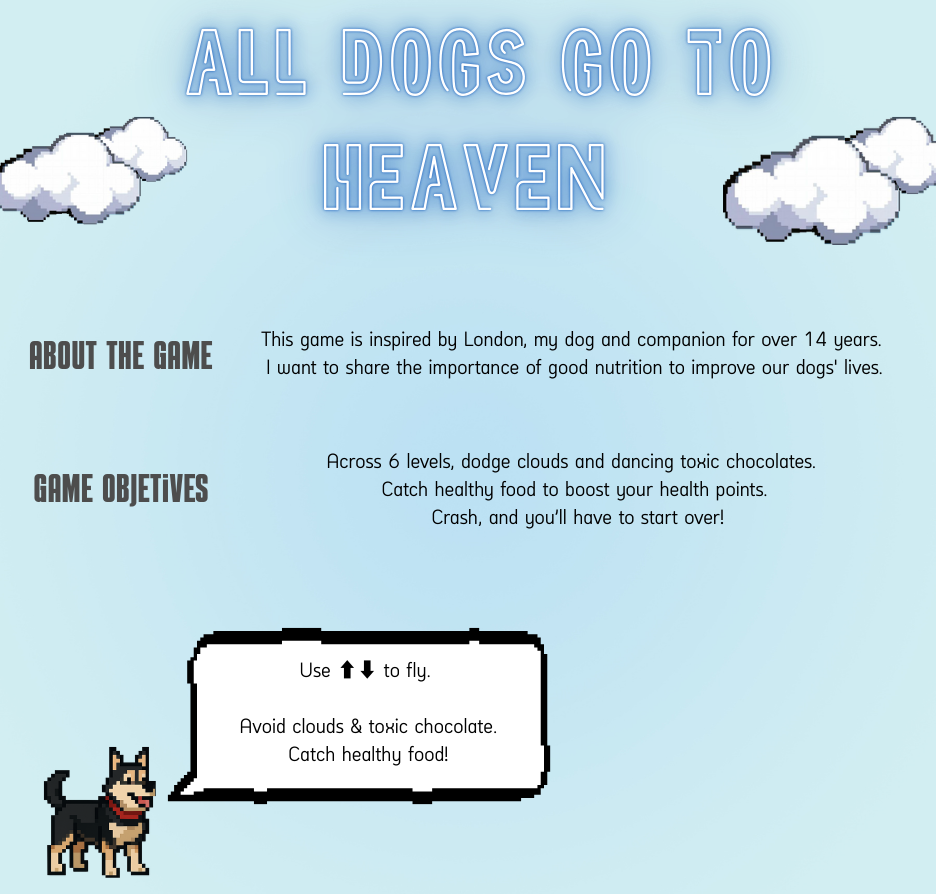 ALL DOGS GO TO
HEAVEN
ABOUT THE GAME
This game is inspired by London, my dog and companion for over 14 years.
I want to share the importance of good nutrition to improve our dogs' lives.
GAME OBJETiVES
Across 6 levels, dodge clouds and dancing toxic chocolates.
Catch healthy food to boost your health points.
Crash, and you’ll have to start over!
Use ⬆⬇ to fly.
Avoid clouds & toxic chocolate.
Catch healthy food!